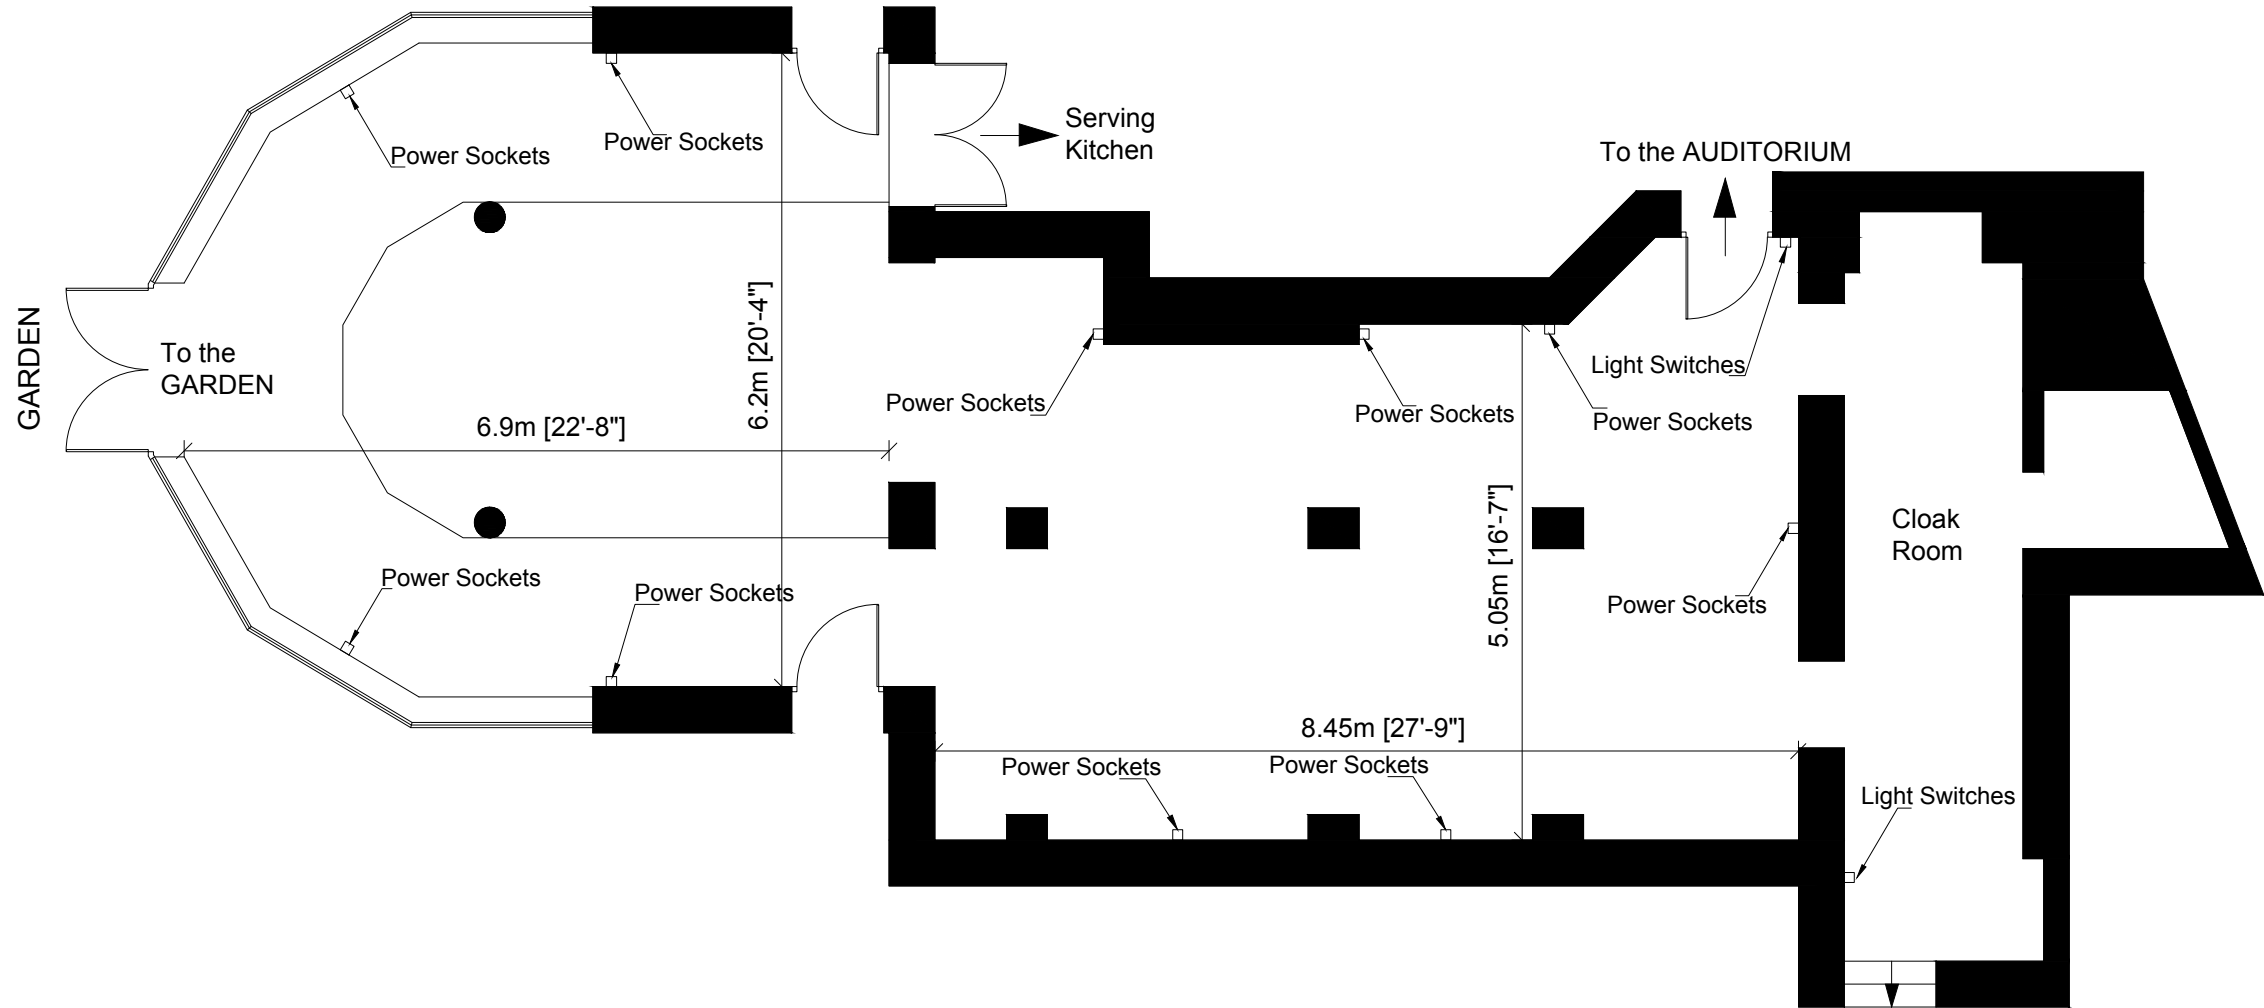 Serving
Kitchen
Power Sockets
Power Sockets
To the AUDITORIUM
GARDEN
To the
GARDEN
6.2m [20'-4"]
6.9m [22'-8"]
Power Sockets
Power Sockets
Light Switches
Power Sockets
5.05m [16'-7"]
Cloak
Room
Power Sockets
Power Sockets
Power Sockets
8.45m [27'-9"]
Power Sockets
Power Sockets
Light Switches